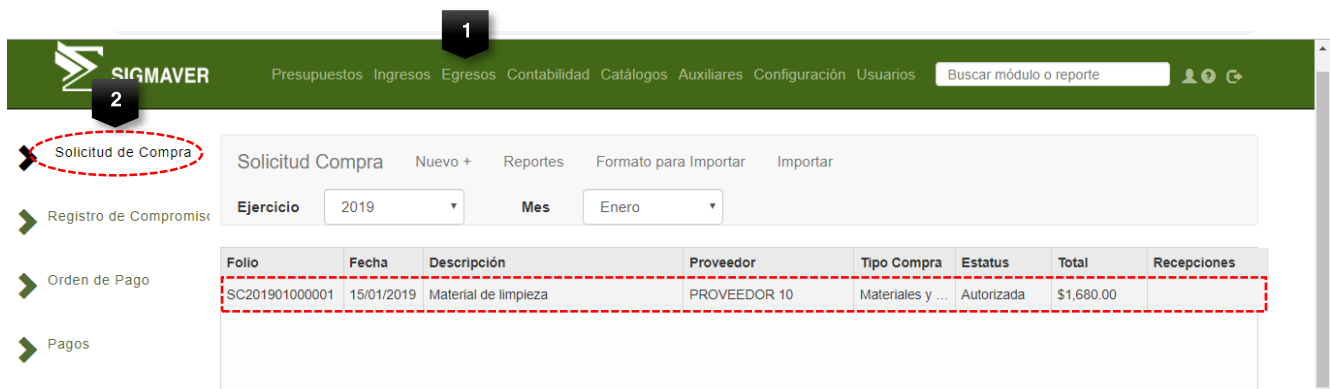 1
SIGMAVER Presupuestos Ingresos Egresos Contabilidad Catálogos Auxiliares Configuración Usuarios Buscar módulo o reporte
2
Solicitud de Compra
Solicitud Compra Nuevo + Reportes Formato para Importar Importar
Ejercicio 2019 Mes Enero
Registro de Compromiso
Folio Fecha Descripción Proveedor Tipo Compra Estatus Total Recepciones
SC201901000001 15/01/2019 Material de limpieza PROVEEDOR 10 Materiales y ... Autorizada $1,680.00
Orden de Pago
Pagos